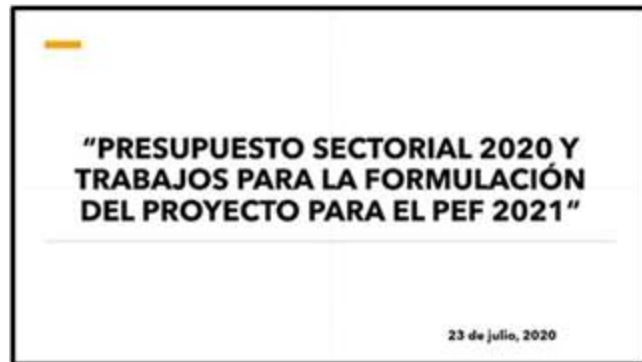 “PRESUPUESTO SECTORIAL 2020 Y
TRABAJOS PARA LA FORMULACIÓN
DEL PROYECTO PARA EL PEF 2021”
23 de julio, 2020